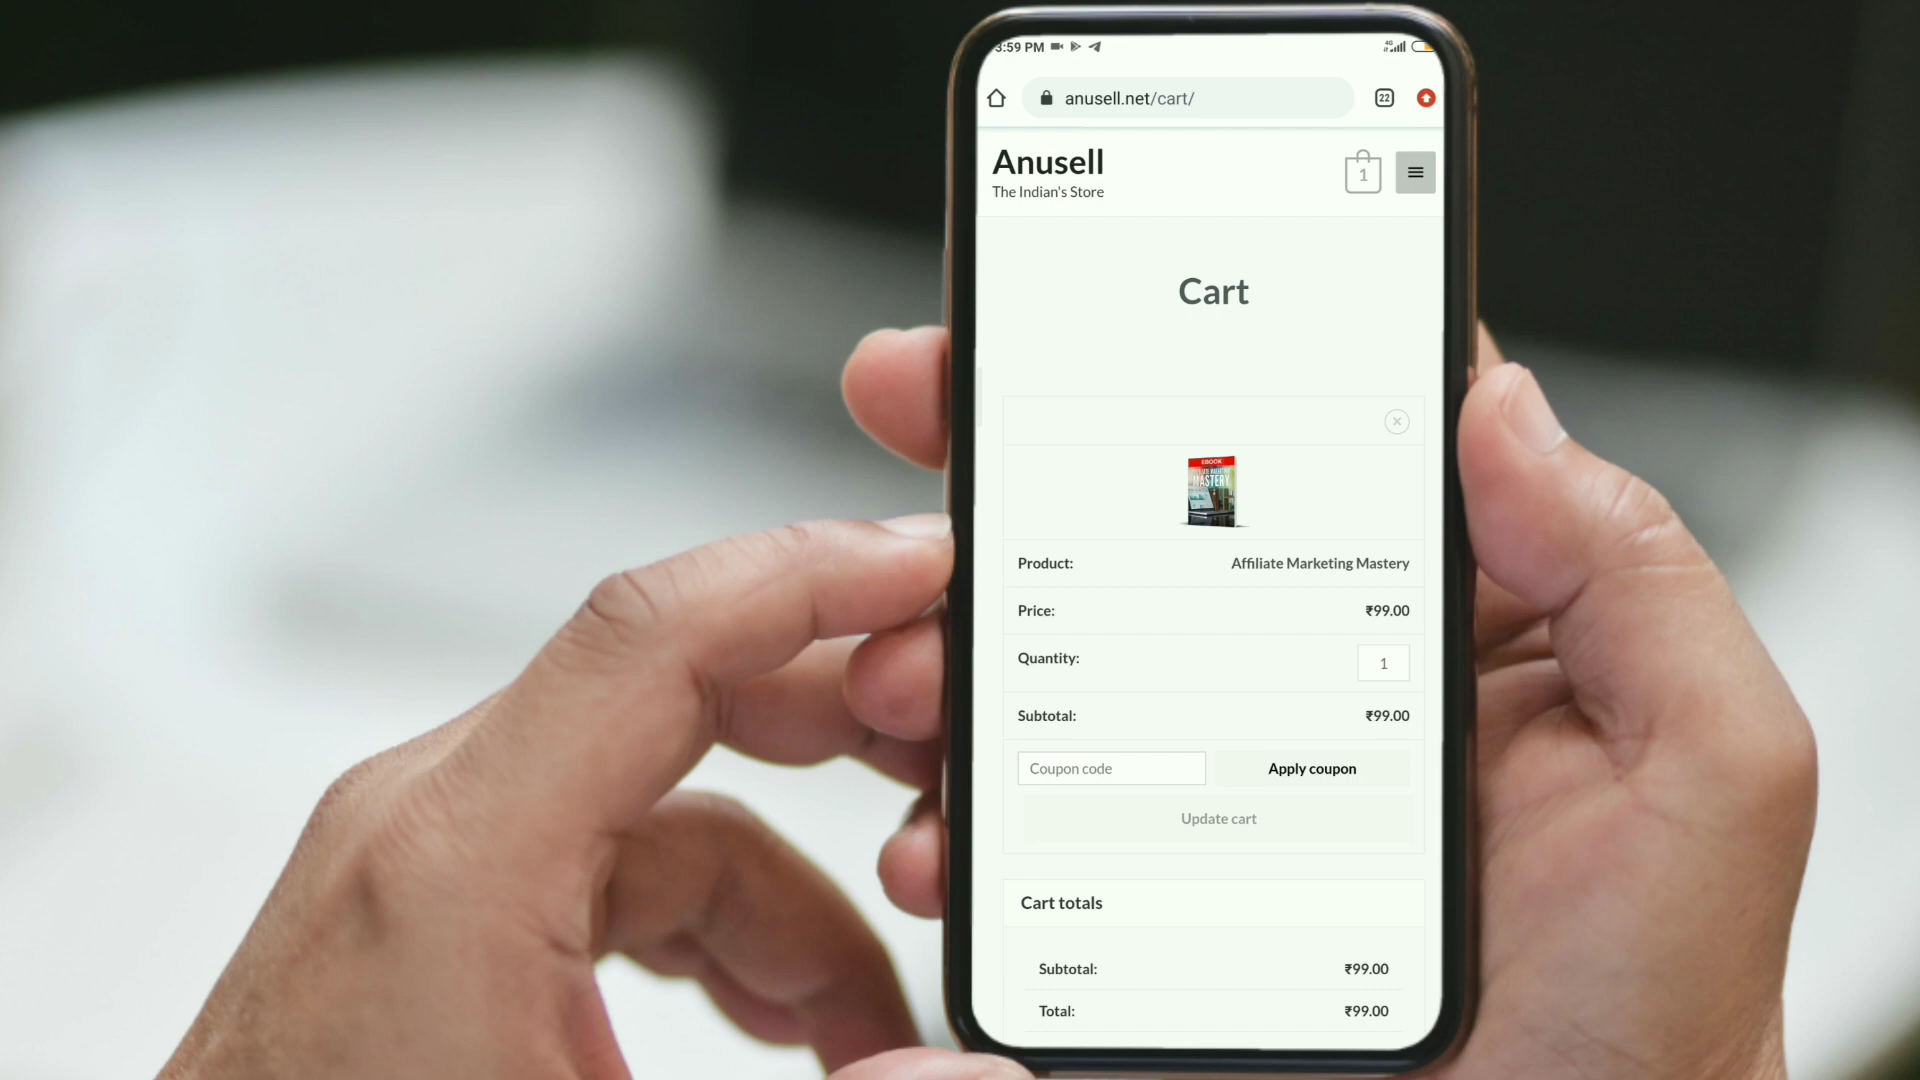 3:59 PM
4G
anusell.net/cart/
22
Anusell
The Indian's Store
1
Cart
EBOOK
MASTERY
Product: Affiliate Marketing Mastery
Price: ₹99.00
Quantity: 1
Subtotal: ₹99.00
Coupon code Apply coupon
Update cart
Cart totals
Subtotal: ₹99.00
Total: ₹99.00